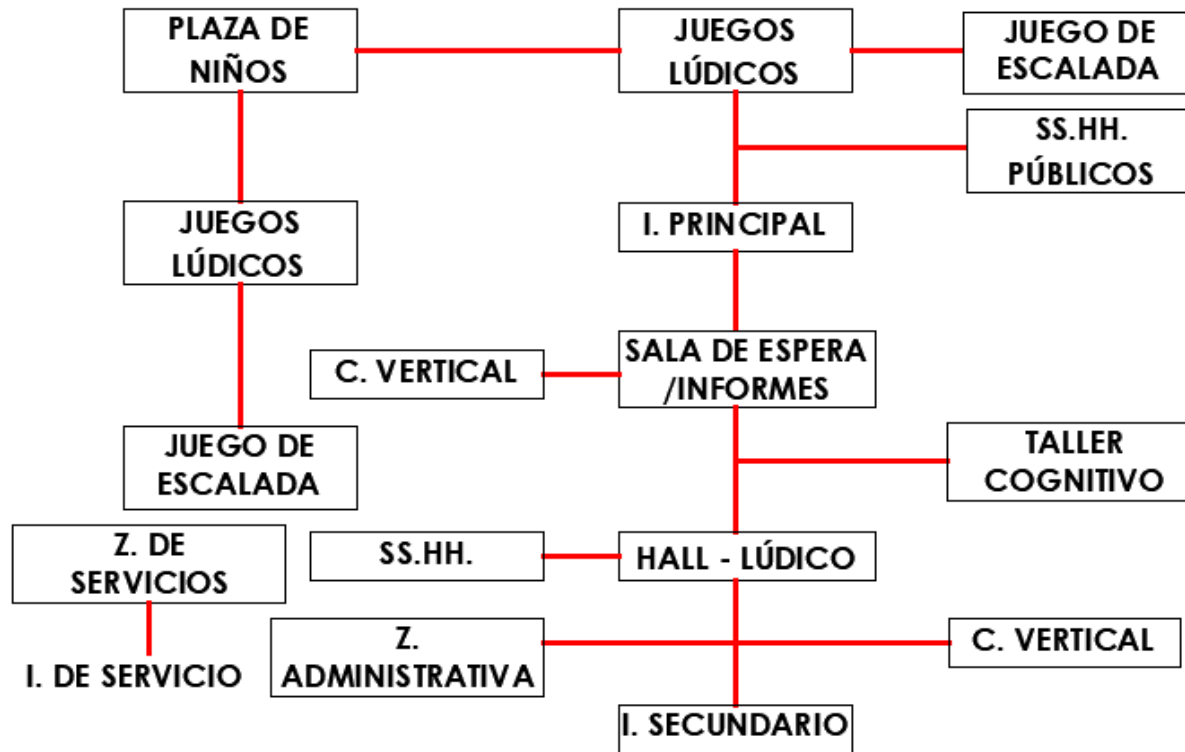 PLAZA DE
NIÑOS
JUEGOS
LÚDICOS
JUEGO DE
ESCALADA
SS.HH.
PÚBLICOS
JUEGOS
LÚDICOS
I. PRINCIPAL
SALA DE ESPERA
/INFORMES
C. VERTICAL
JUEGO DE
ESCALADA
TALLER
COGNITIVO
Z. DE
SERVICIOS
SS.HH.
HALL - LÚDICO
I. DE SERVICIO
Z.
ADMINISTRATIVA
C. VERTICAL
I. SECUNDARIO